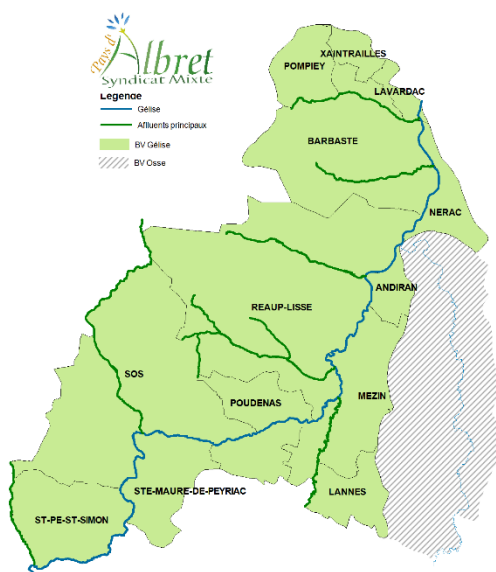 Pays d'
Albret
Syndicat Mixte
Légende
Gélise
Affluents principaux
BV Gélise
BV Osse
POMPIEY
XAINTRAILLES
LAVARDAC
BARBASTE
NERAC
ANDIRAN
REAUP-LISSE
SOS
POUDENAS
MEZIN
STE-MAURE-DE-PEYRIAC
LANNES
ST-PE-ST-SIMON